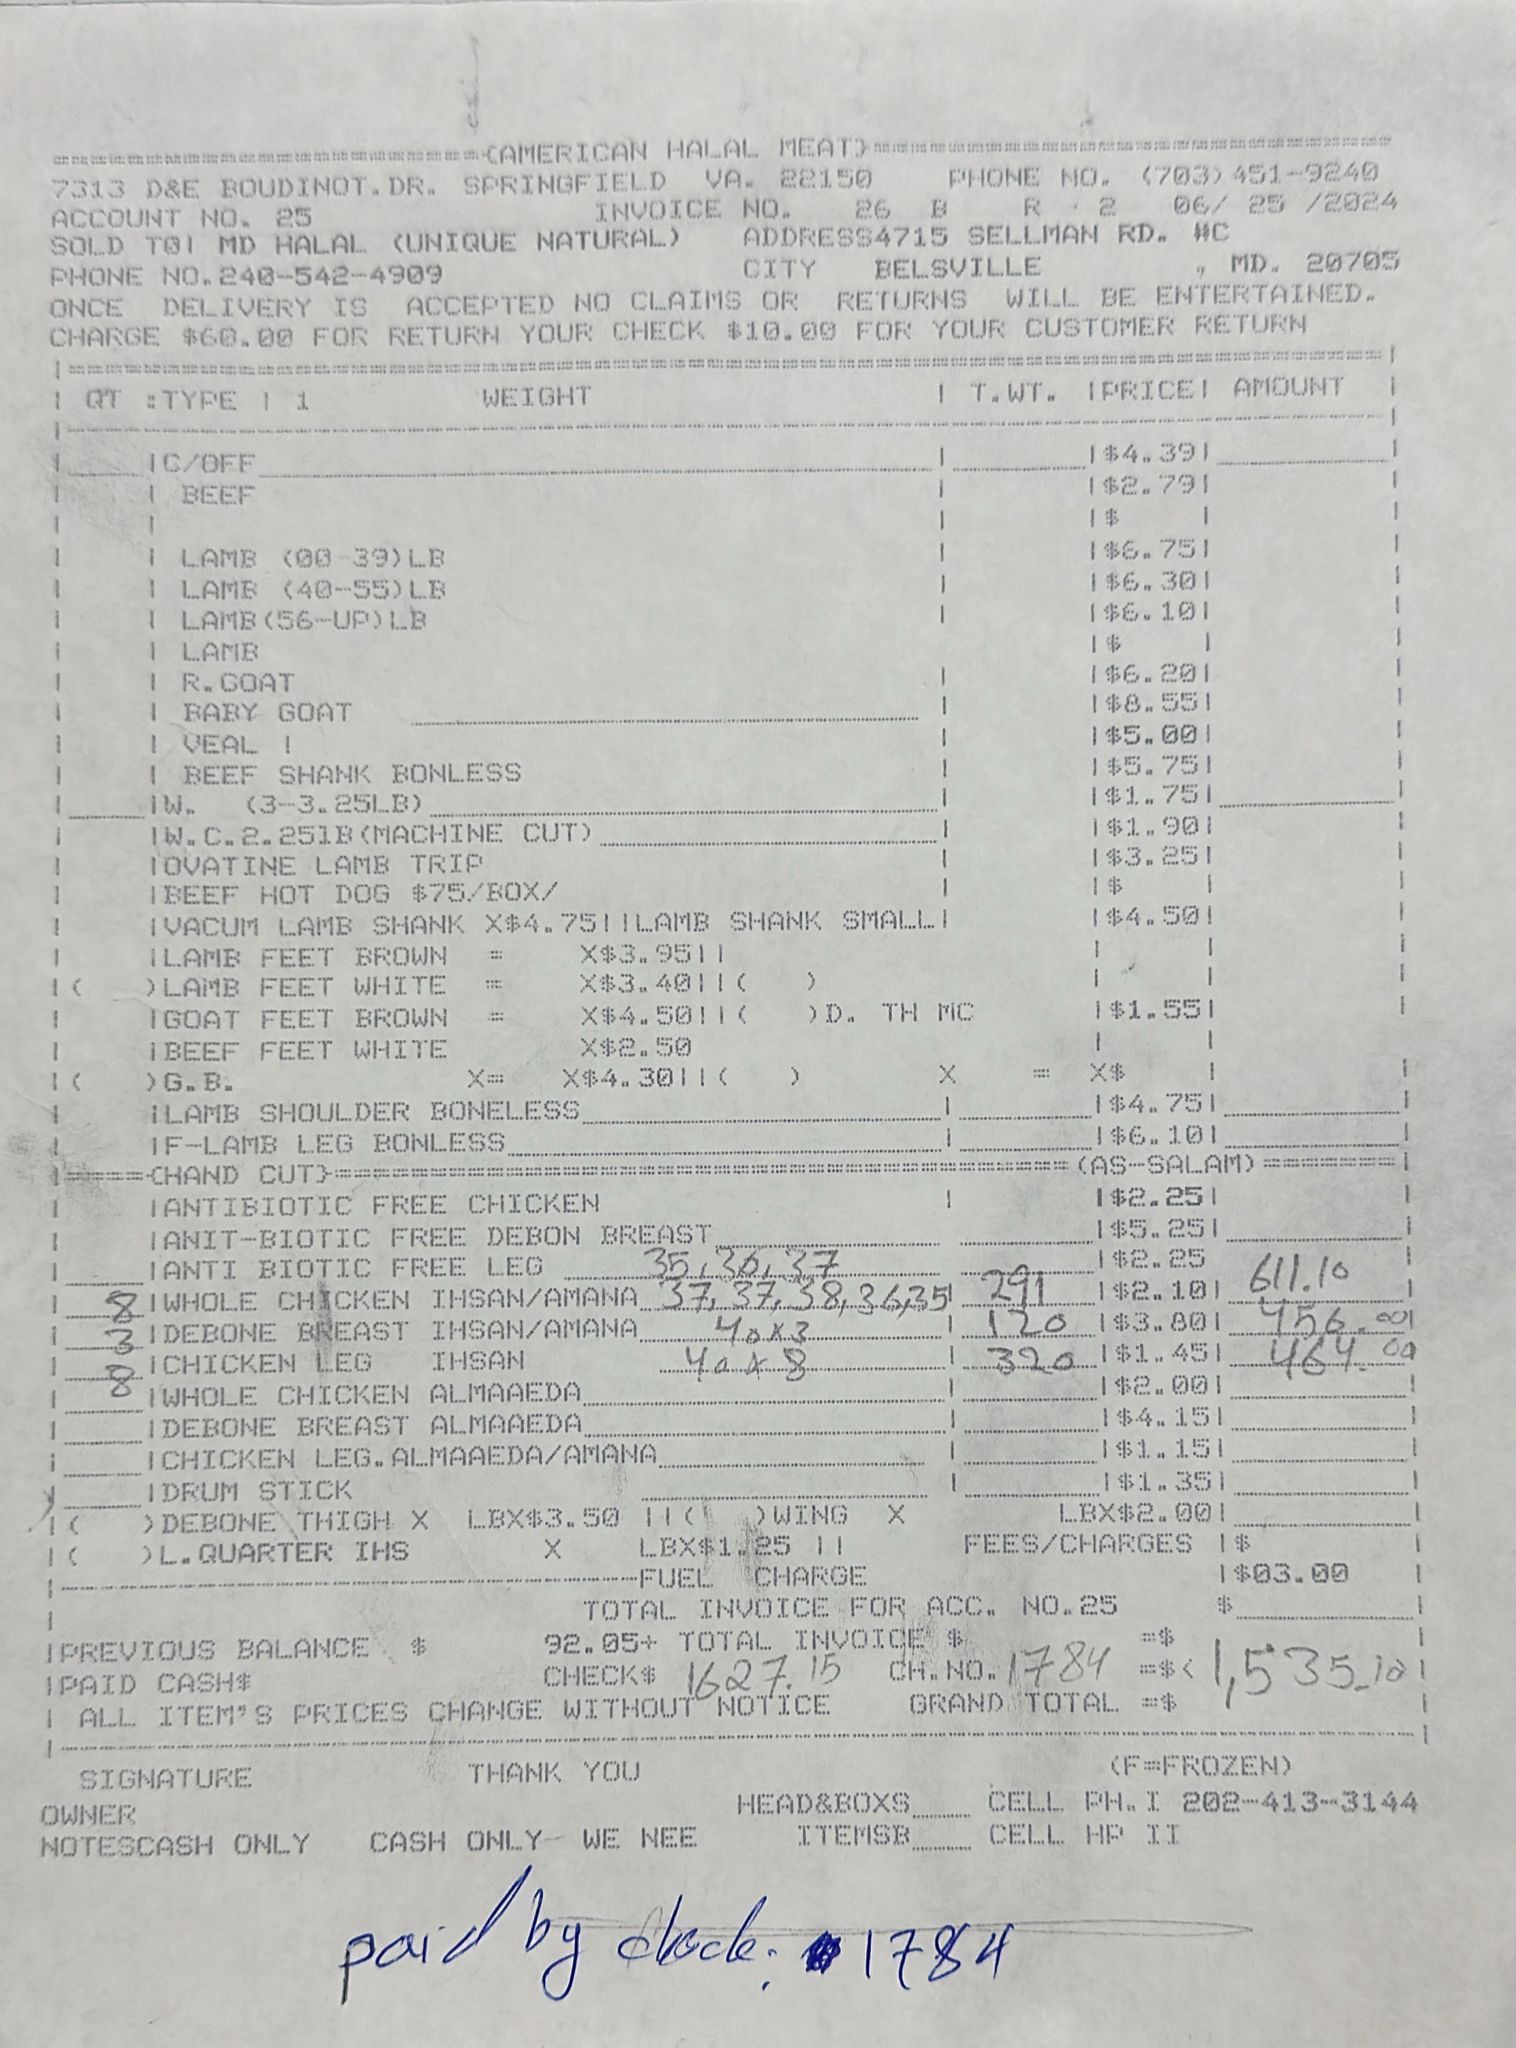 (AMERICAN HALAL MEAT)
7313 D&E BOUDINOT.DR. SPRINGFIELD VA. 22150 PHONE NO. (703)451-9240
ACCOUNT NO. 25 INVOICE NO. 26 B R 2 06/ 25 /2024
SOLD TO| MD HALAL (UNIQUE NATURAL) ADDRESS4715 SELLMAN RD. #C
PHONE NO.240-542-4909 CITY BELSVILLE , MD. 20705
ONCE DELIVERY IS ACCEPTED NO CLAIMS OR RETURNS WILL BE ENTERTAINED.
CHARGE $60.00 FOR RETURN YOUR CHECK $10.00 FOR YOUR CUSTOMER RETURN
| QT :TYPE | 1 WEIGHT | T.WT. |PRICE| AMOUNT |
|C/OFF | |$4.39|
| BEEF | |$2.79|
|$ |
| LAMB (00-39)LB |$6.75|
| LAMB (40-55)LB |$6.30|
| LAMB(56-UP)LB |$6.10|
| LAMB |$ |
| R.GOAT |$6.20|
| BABY GOAT |$8.55|
| VEAL | |$5.00|
| BEEF SHANK BONLESS |$5.75|
|W. (3-3.25LB) |$1.75|
|W.C.2.25lB(MACHINE CUT) |$1.90|
|OVATINE LAMB TRIP |$3.25|
|BEEF HOT DOG $75/BOX/ |$ |
|VACUM LAMB SHANK X$4.75||LAMB SHANK SMALL| |$4.50|
|LAMB FEET BROWN = X$3.95||
|( )LAMB FEET WHITE = X$3.40||( )
|GOAT FEET BROWN = X$4.50||( )D. TH MC |$1.55|
|BEEF FEET WHITE X$2.50
|( )G.B. X= X$4.30||( ) X = X$ |
|LAMB SHOULDER BONELESS |$4.75|
|F-LAMB LEG BONLESS |$6.10|
(HAND CUT) (AS-SALAM)
|ANTIBIOTIC FREE CHICKEN |$2.25|
|ANIT-BIOTIC FREE DEBON BREAST |$5.25|
|ANTI BIOTIC FREE LEG 35,36,37 |$2.25
8 |WHOLE CHICKEN IHSAN/AMANA 37, 37, 38, 36,35 291 |$2.10| 611.10
3 |DEBONE BREAST IHSAN/AMANA 40x3 120 |$3.80| 456.00
8 |CHICKEN LEG IHSAN 40 x 8 320 |$1.45| 464.00
|WHOLE CHICKEN ALMAAEDA |$2.00|
|DEBONE BREAST ALMAAEDA |$4.15|
|CHICKEN LEG.ALMAAEDA/AMANA |$1.15|
|DRUM STICK |$1.35|
|( )DEBONE THIGH X LBX$3.50 ||( )WING X LBX$2.00|
|( )L.QUARTER IHS X LBX$1.25 || FEES/CHARGES |$
FUEL CHARGE |$03.00
TOTAL INVOICE FOR ACC. NO.25 $
|PREVIOUS BALANCE $ 92.05+ TOTAL INVOICE $ =$
|PAID CASH$ CHECK$ 1627.15 CH.NO. 1784 =$< 1,535.10
| ALL ITEM'S PRICES CHANGE WITHOUT NOTICE GRAND TOTAL =$
SIGNATURE THANK YOU (F=FROZEN)
OWNER HEAD&BOXS CELL PH.I 202-413-3144
NOTESCASH ONLY CASH ONLY- WE NEE ITEMSB CELL HP II
paid by check: 1784